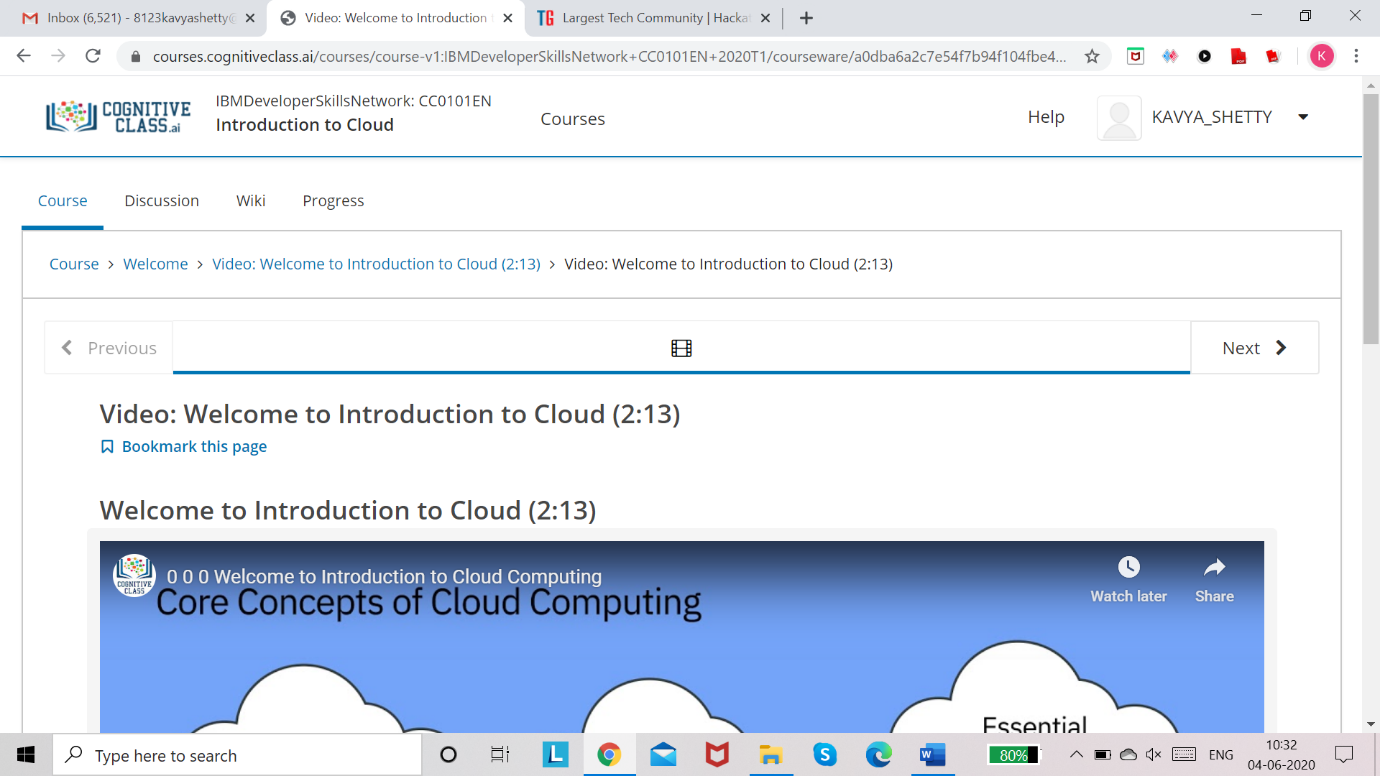 Inbox (6,521) - 8123kavyashetty@
Video: Welcome to Introduction t
TG Largest Tech Community | Hackat
courses.cognitiveclass.ai/courses/course-v1:IBMDeveloperSkillsNetwork+CC0101EN+2020T1/courseware/a0dba6a2c7e54f7b94f104fbe4...
K
COGNITIVE CLASS.ai
IBMDeveloperSkillsNetwork: CC0101EN
Introduction to Cloud
Courses
Help
KAVYA_SHETTY
Course Discussion Wiki Progress
Course > Welcome > Video: Welcome to Introduction to Cloud (2:13) > Video: Welcome to Introduction to Cloud (2:13)
Previous
Next
Video: Welcome to Introduction to Cloud (2:13)
Bookmark this page
Welcome to Introduction to Cloud (2:13)
COGNITIVE CLASS
0 0 0 Welcome to Introduction to Cloud Computing
Watch later Share
Core Concepts of Cloud Computing
Essential
Type here to search
L
S
W
80%
ENG
10:32
04-06-2020